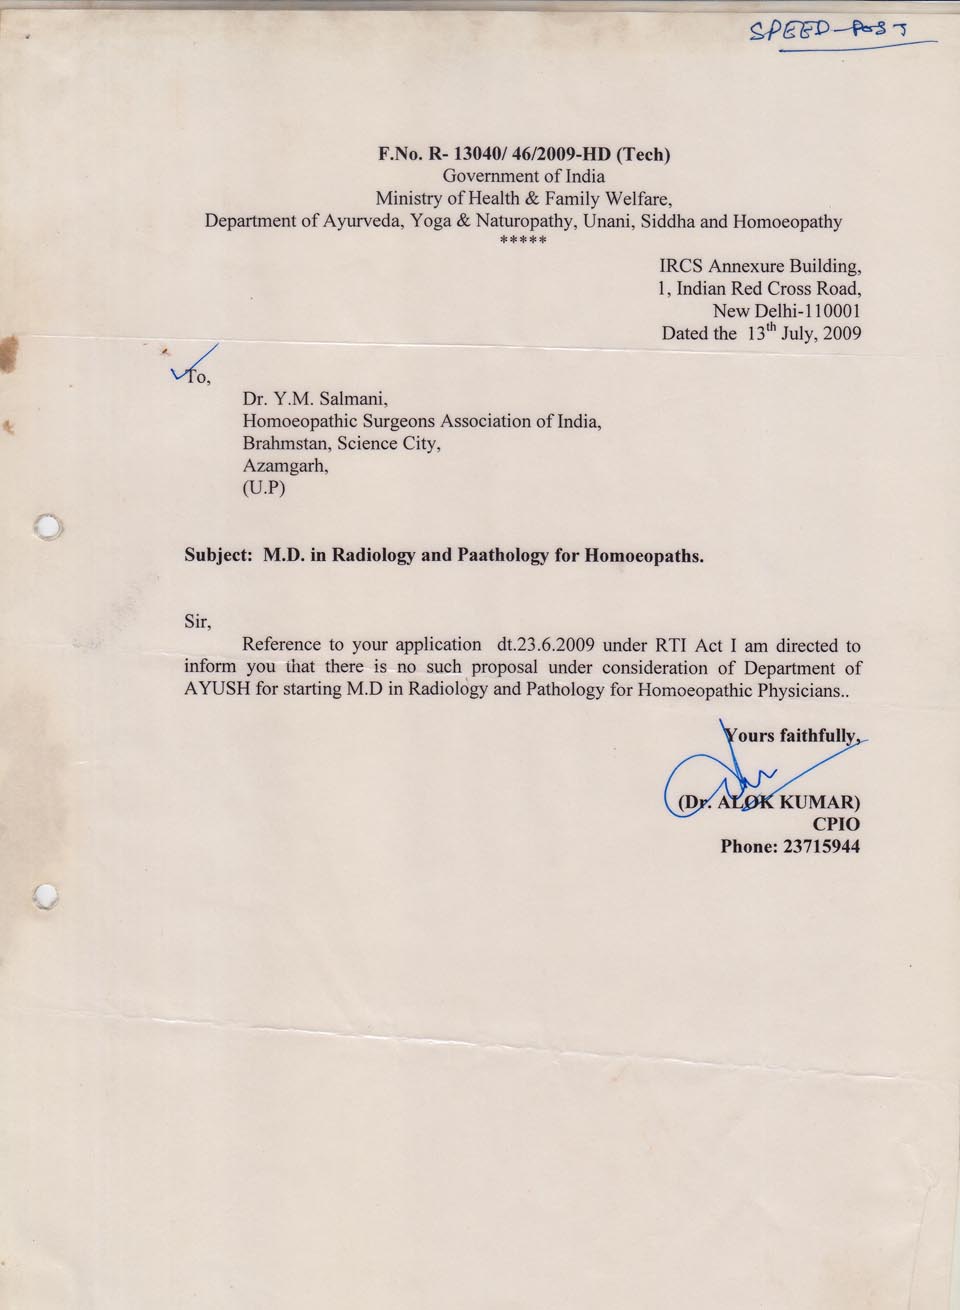 SPEED-POST
F.No. R- 13040/ 46/2009-HD (Tech)
Government of India
Ministry of Health & Family Welfare,
Department of Ayurveda, Yoga & Naturopathy, Unani, Siddha and Homoeopathy
*****
IRCS Annexure Building,
1, Indian Red Cross Road,
New Delhi-110001
Dated the 13th July, 2009
To,
Dr. Y.M. Salmani,
Homoeopathic Surgeons Association of India,
Brahmstan, Science City,
Azamgarh,
(U.P)
Subject: M.D. in Radiology and Paathology for Homoeopaths.
Sir,
Reference to your application dt.23.6.2009 under RTI Act I am directed to
inform you that there is no such proposal under consideration of Department of
AYUSH for starting M.D in Radiology and Pathology for Homoeopathic Physicians..
Yours faithfully,
(Dr. ALOK KUMAR)
CPIO
Phone: 23715944